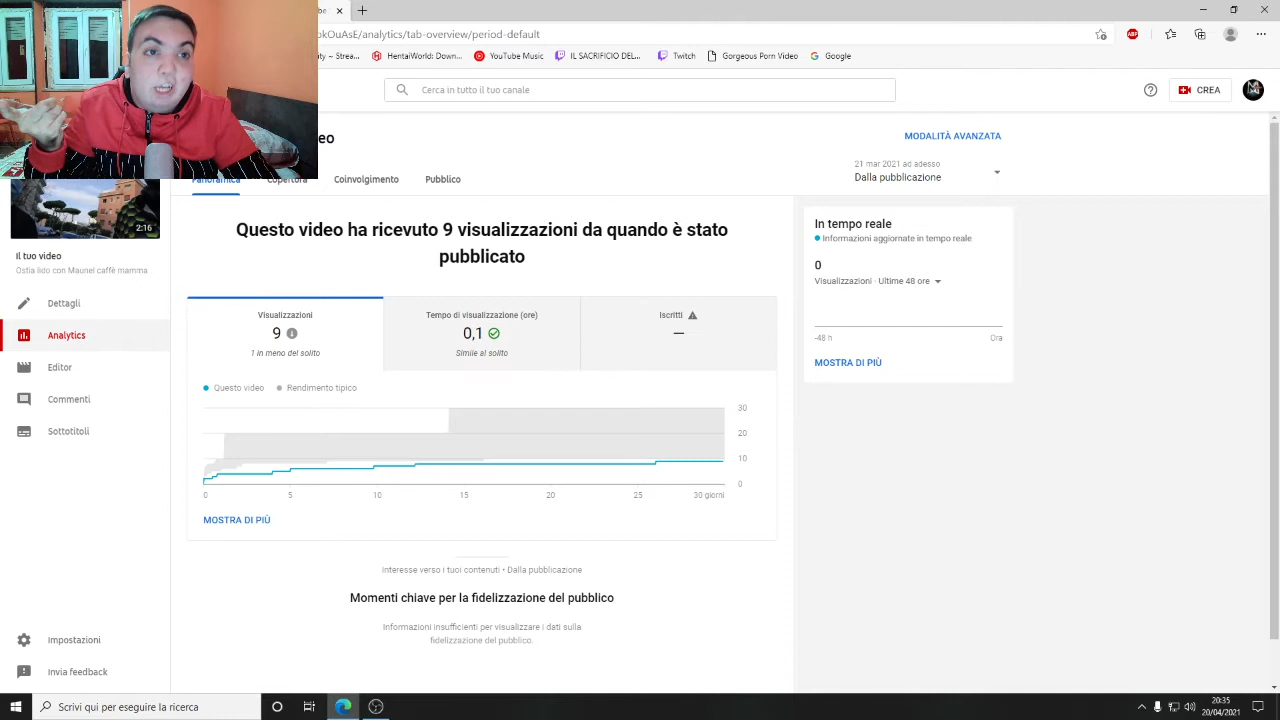 kOuAsE/analytics/tab-overview/period-default
ABP
ty – Strea...
HentaiWorld: Down...
YouTube Music
IL SACRIFICIO DEL...
Twitch
Gorgeous Porn Video
Google
Cerca in tutto il tuo canale
CREA
eo
MODALITÀ AVANZATA
21 mar 2021 ad adesso
Dalla pubblicazione
Panoramica
Copertura
Coinvolgimento
Pubblico
2:16
Il tuo video
Ostia lido con Maunel caffè mamma
Dettagli
Analytics
Editor
Commenti
Sottotitoli
Impostazioni
Invia feedback
Questo video ha ricevuto 9 visualizzazioni da quando è stato
pubblicato
Visualizzazioni
9
1 in meno del solito
Tempo di visualizzazione (ore)
0,1
Simile al solito
Iscritti
—
Questo video
Rendimento tipico
30
20
10
0
0 5 10 15 20 25 30 giorni
MOSTRA DI PIÙ
Interesse verso i tuoi contenuti • Dalla pubblicazione
Momenti chiave per la fidelizzazione del pubblico
Informazioni insufficienti per visualizzare i dati sulla
fidelizzazione del pubblico.
In tempo reale
Informazioni aggiornate in tempo reale
0
Visualizzazioni · Ultime 48 ore
-48 h
Ora
MOSTRA DI PIÙ
Scrivi qui per eseguire la ricerca
20:35
20/04/2021